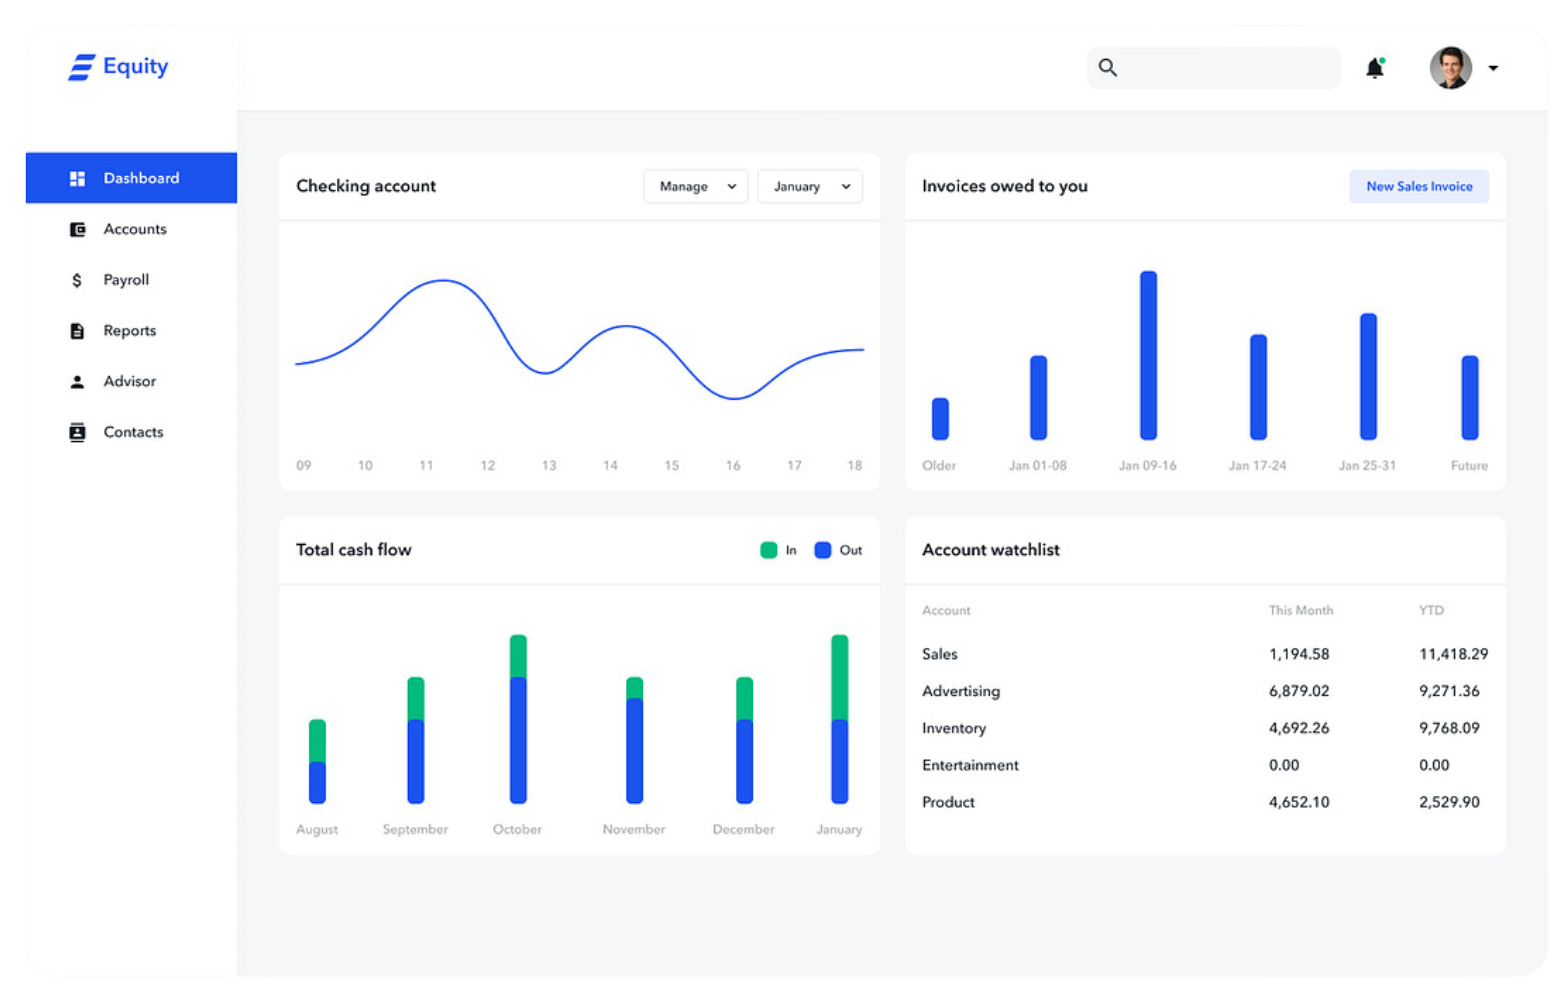 Equity
Dashboard
Accounts
Payroll
Reports
Advisor
Contacts
Checking account
Manage
January
09 10 11 12 13 14 15 16 17 18
Invoices owed to you
New Sales Invoice
Older Jan 01-08 Jan 09-16 Jan 17-24 Jan 25-31 Future
Total cash flow
In Out
August September October November December January
Account watchlist
Account This Month YTD
Sales 1,194.58 11,418.29
Advertising 6,879.02 9,271.36
Inventory 4,692.26 9,768.09
Entertainment 0.00 0.00
Product 4,652.10 2,529.90